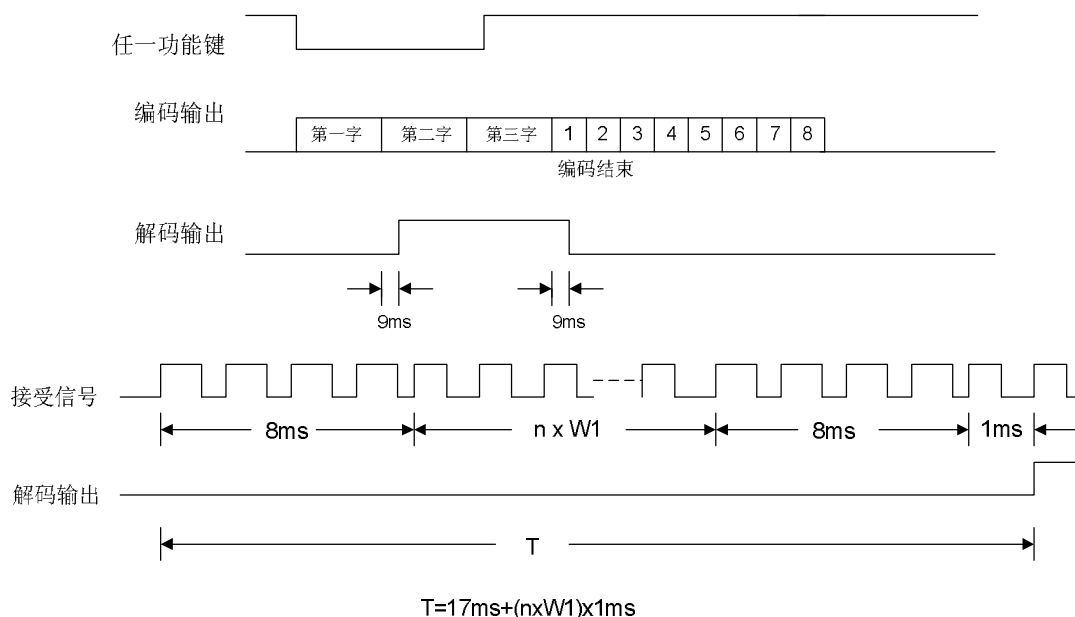 任一功能键
编码输出
第一字 第二字 第三字 1 2 3 4 5 6 7 8
编码结束
解码输出
9ms 9ms
接受信号
8ms n x W1 8ms 1ms
解码输出
T
T=17ms+(nxW1)x1ms